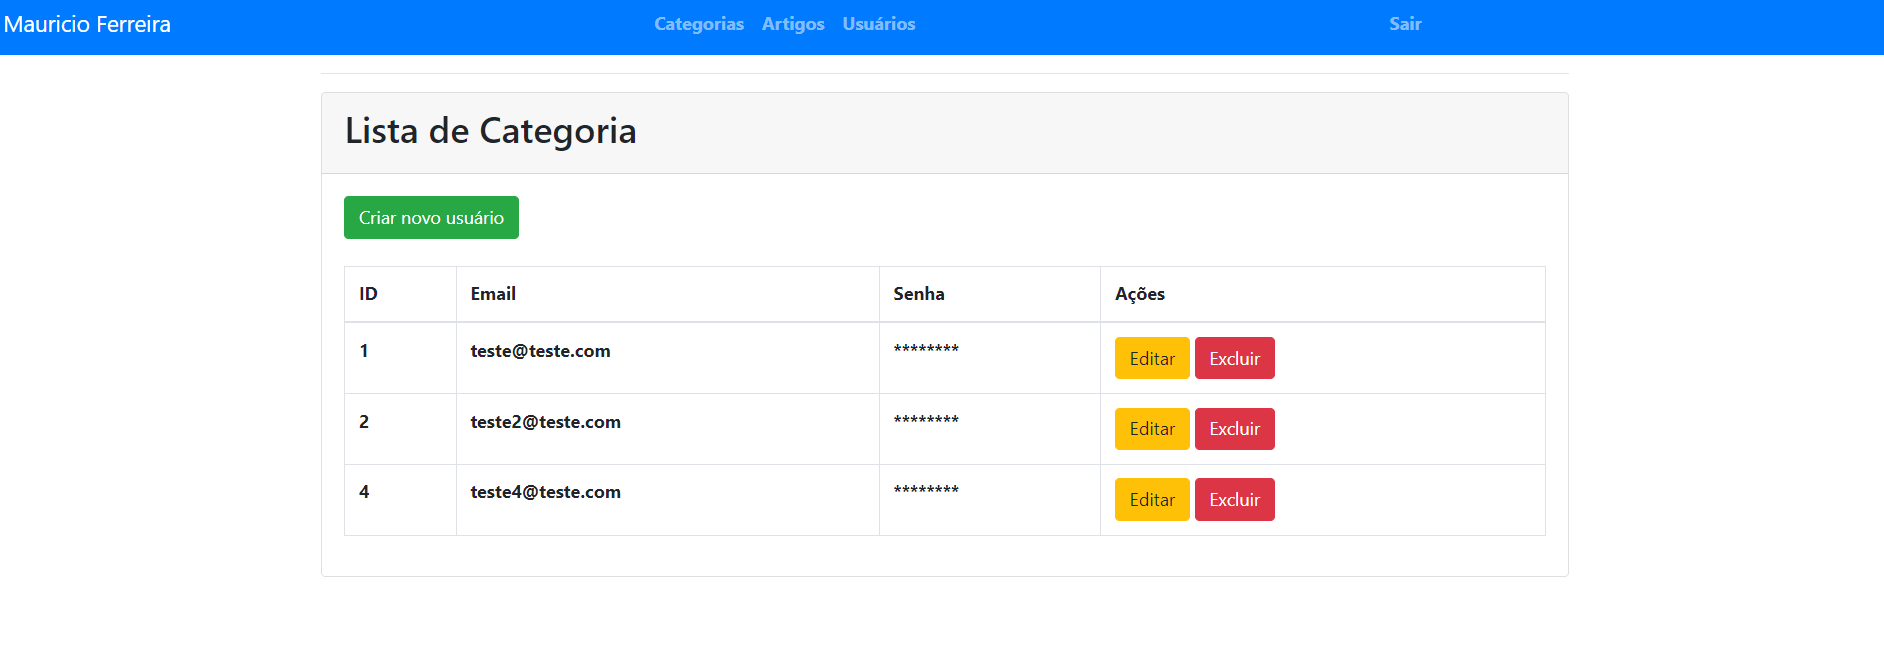 Mauricio Ferreira Categorias Artigos Usuários Sair
Lista de Categoria
Criar novo usuário
ID Email Senha Ações
1 teste@teste.com ******** Editar Excluir
2 teste2@teste.com ******** Editar Excluir
4 teste4@teste.com ******** Editar Excluir